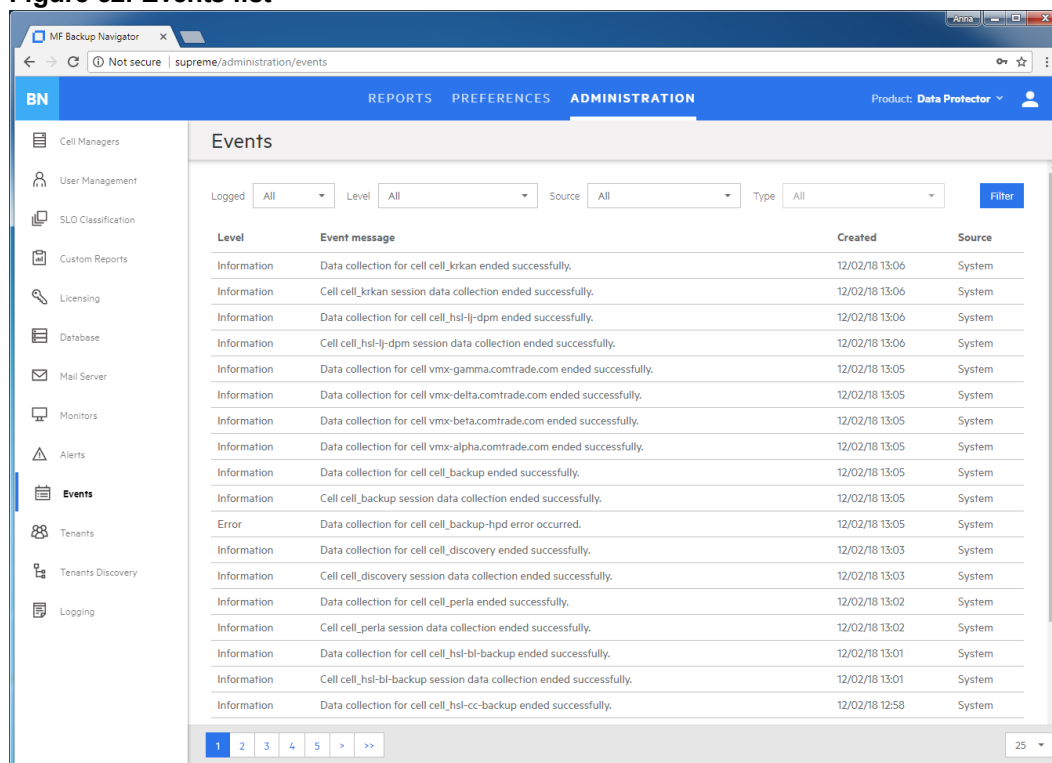 Figure 62: Events list
Anna
MF Backup Navigator
Not secure | supreme/administration/events
BN
REPORTS PREFERENCES ADMINISTRATION
Product: Data Protector
Cell Managers
User Management
SLO Classification
Custom Reports
Licensing
Database
Mail Server
Monitors
Alerts
Events
Tenants
Tenants Discovery
Logging
Events
Logged All Level All Source All Type All Filter
Level Event message Created Source
Information Data collection for cell cell_krkan ended successfully. 12/02/18 13:06 System
Information Cell cell_krkan session data collection ended successfully. 12/02/18 13:06 System
Information Data collection for cell cell_hsl-lj-dpm ended successfully. 12/02/18 13:06 System
Information Cell cell_hsl-lj-dpm session data collection ended successfully. 12/02/18 13:06 System
Information Data collection for cell vmx-gamma.comtrade.com ended successfully. 12/02/18 13:05 System
Information Data collection for cell vmx-delta.comtrade.com ended successfully. 12/02/18 13:05 System
Information Data collection for cell vmx-beta.comtrade.com ended successfully. 12/02/18 13:05 System
Information Data collection for cell vmx-alpha.comtrade.com ended successfully. 12/02/18 13:05 System
Information Data collection for cell cell_backup ended successfully. 12/02/18 13:05 System
Information Cell cell_backup session data collection ended successfully. 12/02/18 13:05 System
Error Data collection for cell cell_backup-hpd error occurred. 12/02/18 13:05 System
Information Data collection for cell cell_discovery ended successfully. 12/02/18 13:03 System
Information Cell cell_discovery session data collection ended successfully. 12/02/18 13:03 System
Information Data collection for cell cell_perla ended successfully. 12/02/18 13:02 System
Information Cell cell_perla session data collection ended successfully. 12/02/18 13:02 System
Information Data collection for cell cell_hsl-bl-backup ended successfully. 12/02/18 13:01 System
Information Cell cell_hsl-bl-backup session data collection ended successfully. 12/02/18 13:01 System
Information Data collection for cell cell_hsl-cc-backup ended successfully. 12/02/18 12:58 System
1 2 3 4 5 > >> 25